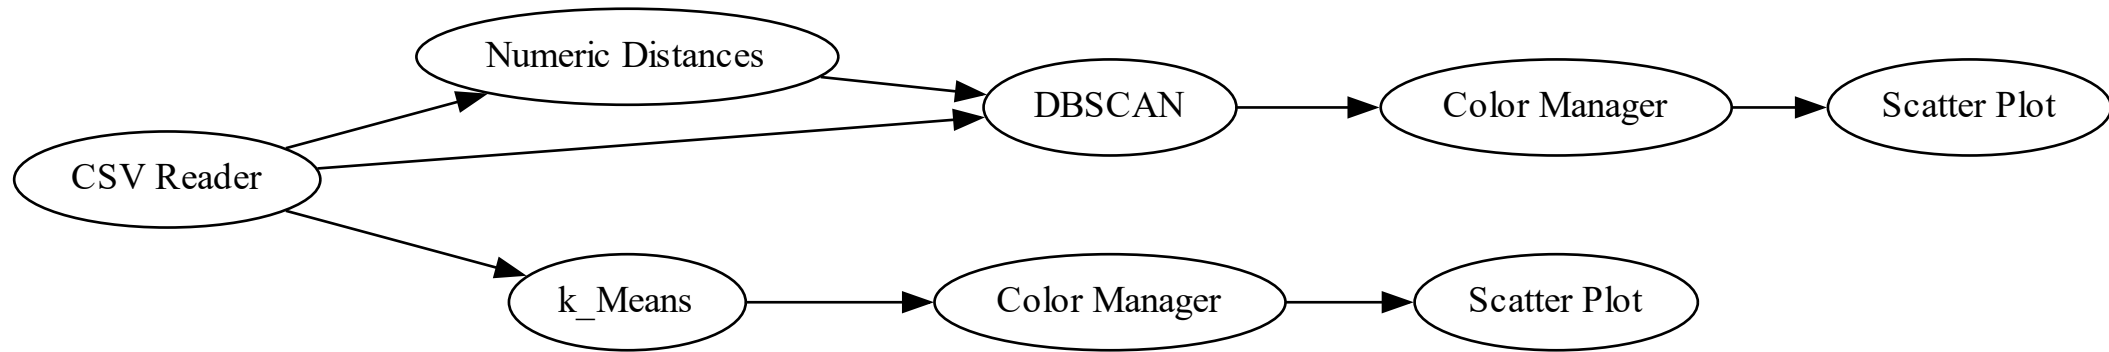 Numeric Distances
DBSCAN
Color Manager
Scatter Plot
CSV Reader
k_Means
Color Manager
Scatter Plot